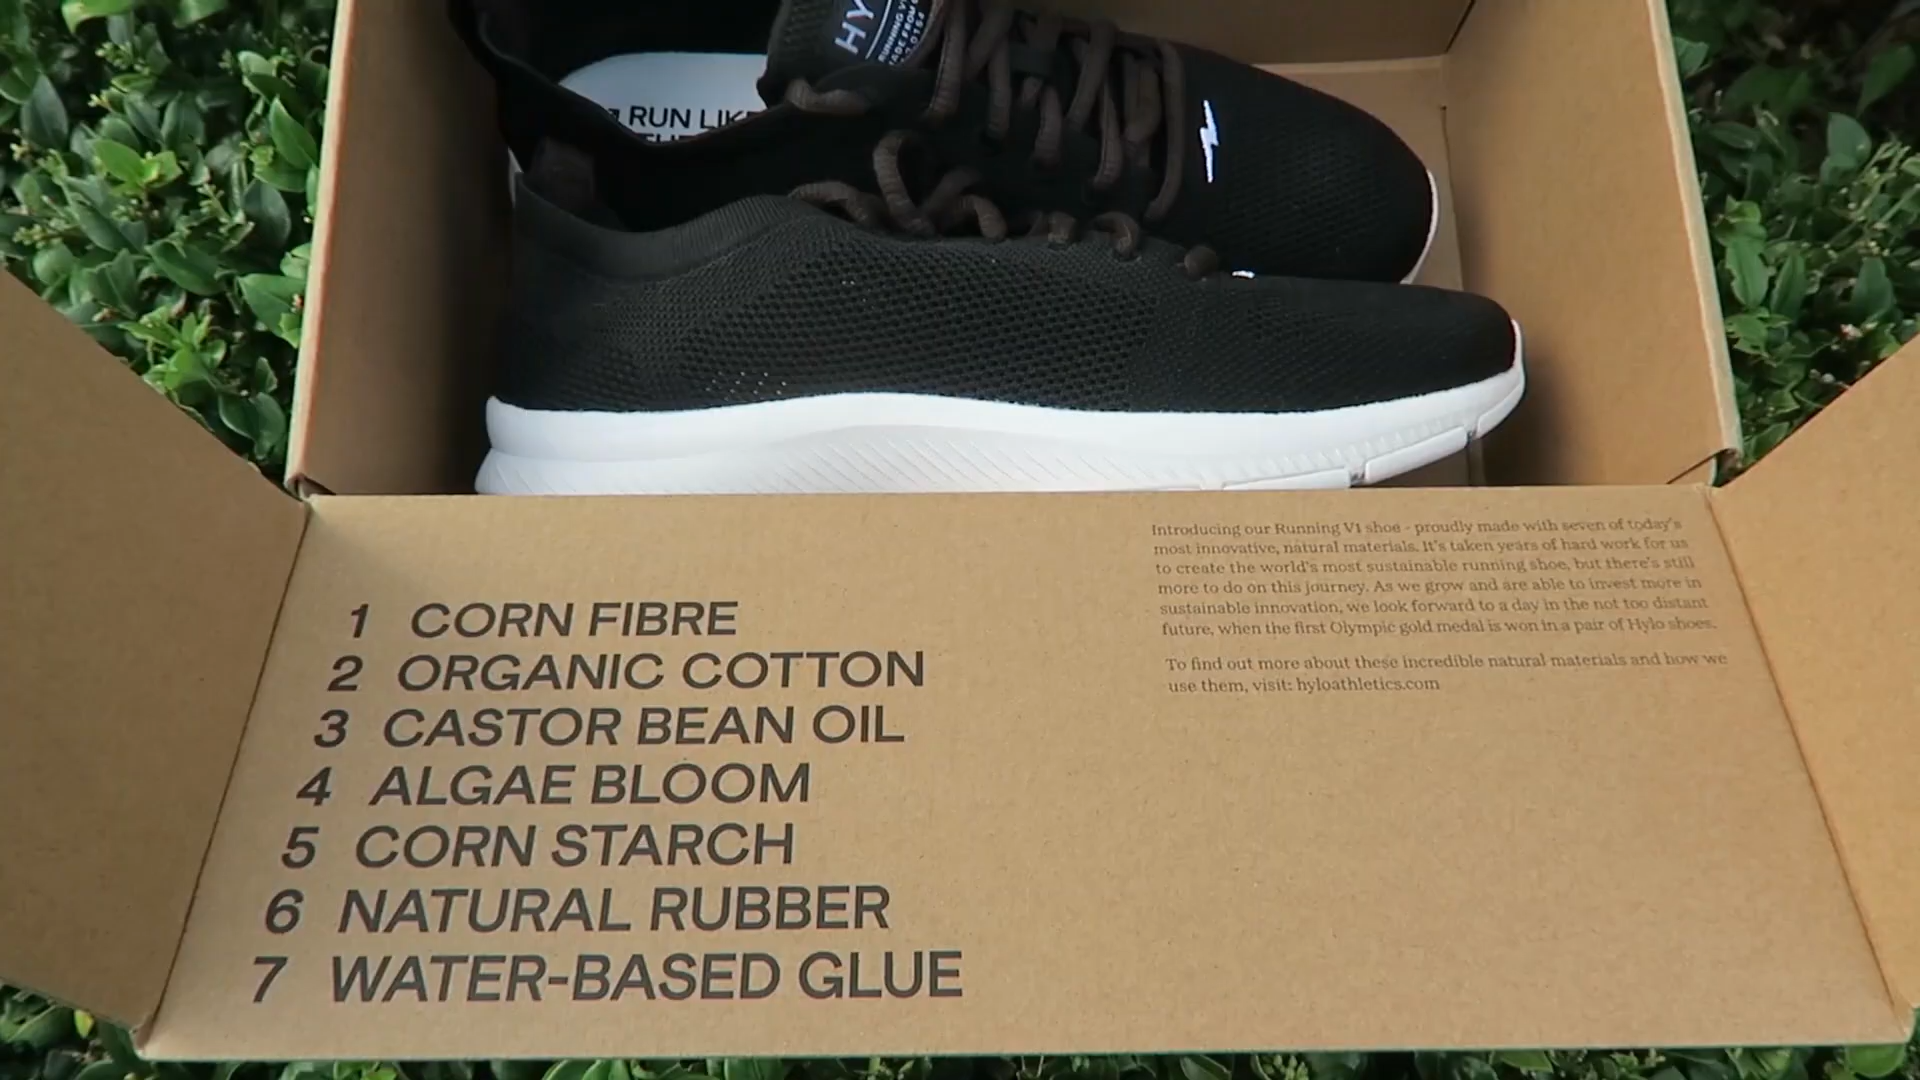 HY
RUNNING
MADE FROM
RUN LIKE
1 CORN FIBRE
2 ORGANIC COTTON
3 CASTOR BEAN OIL
4 ALGAE BLOOM
5 CORN STARCH
6 NATURAL RUBBER
7 WATER-BASED GLUE
Introducing our Running V1 shoe - proudly made with seven of today's
most innovative, natural materials. It's taken years of hard work for us
to create the world's most sustainable running shoe, but there's still
more to do on this journey. As we grow and are able to invest more in
sustainable innovation, we look forward to a day in the not too distant
future, when the first Olympic gold medal is won in a pair of Hylo shoes.
To find out more about these incredible natural materials and how we
use them, visit: hyloathletics.com